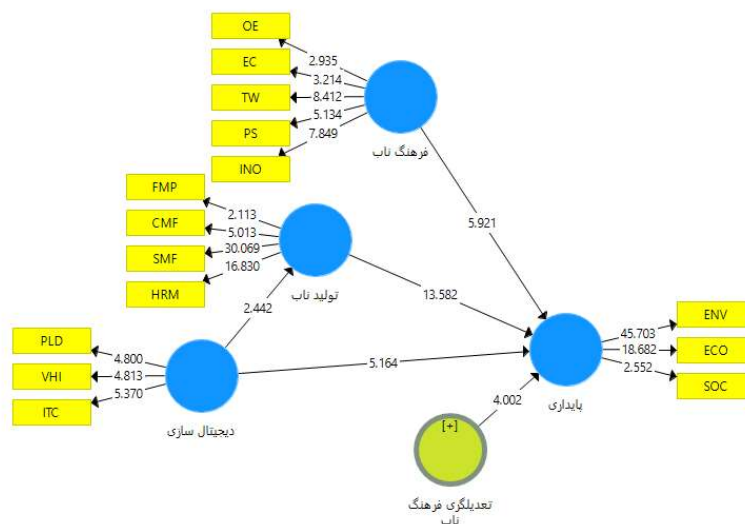 OE
EC
TW
PS
INO
2.935
3.214
8.412
5.134
7.849
فرهنگ ناب
FMP
CMF
SMF
HRM
2.113
5.013
30.069
16.830
تولید ناب
5.921
13.582
2.442
PLD
VHI
ITC
4.800
4.813
5.370
دیجیتال سازی
5.164
پایداری
45.703
18.682
2.552
ENV
ECO
SOC
4.002
[+]
تعدیلگری فرهنگ
ناب